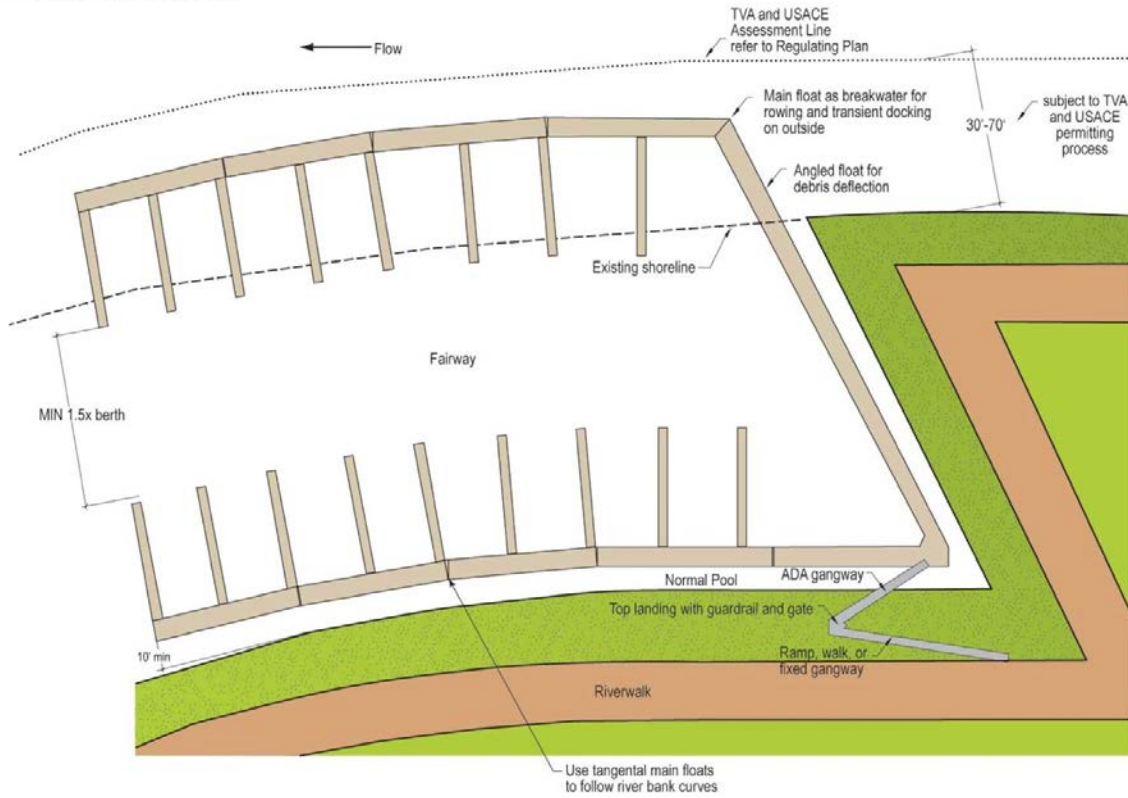 TVA and USACE
Assessment Line
refer to Regulating Plan
Flow
Main float as breakwater for
rowing and transient docking
on outside
30'-70'
subject to TVA
and USACE
permitting
process
Angled float for
debris deflection
Existing shoreline
Fairway
MIN 1.5x berth
Normal Pool
ADA gangway
Top landing with guardrail and gate
10' min
Ramp, walk, or
fixed gangway
Riverwalk
Use tangental main floats
to follow river bank curves